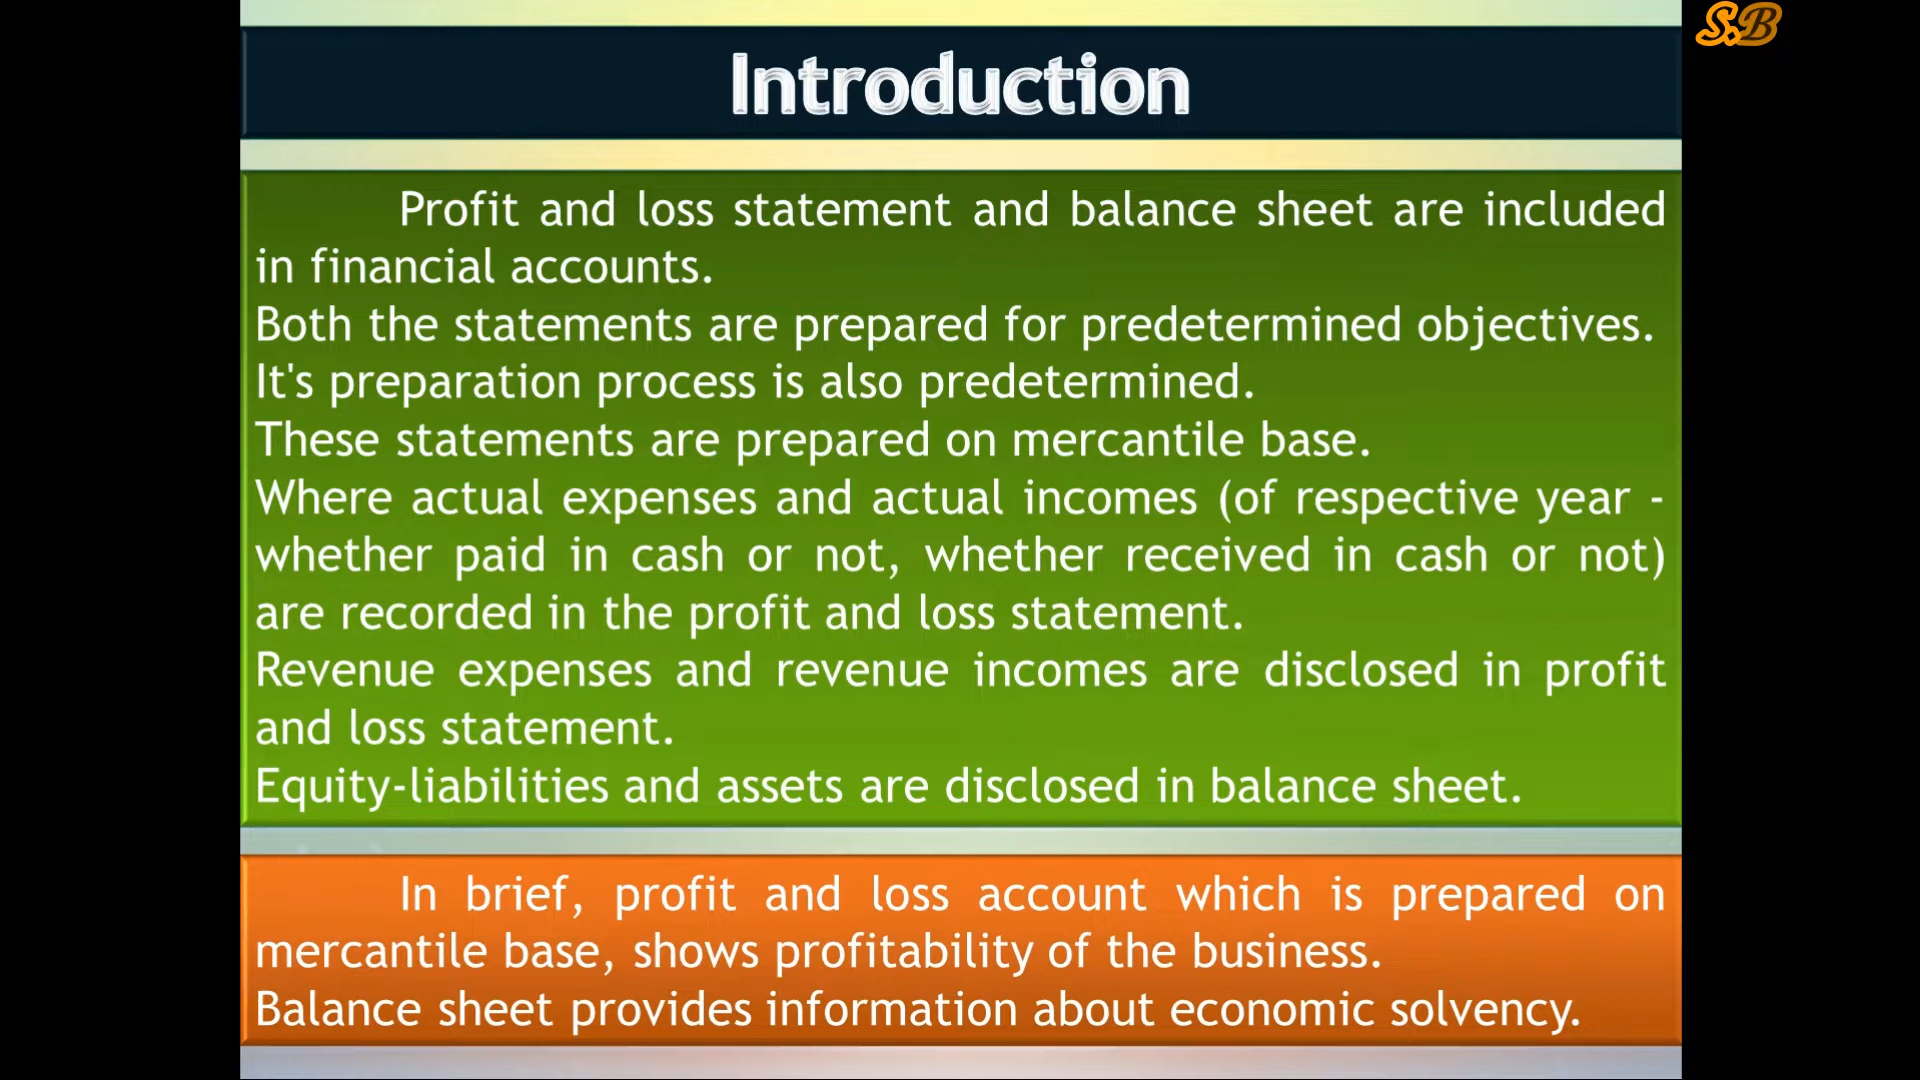 S.B
Introduction
Profit and loss statement and balance sheet are included
in financial accounts.
Both the statements are prepared for predetermined objectives.
It's preparation process is also predetermined.
These statements are prepared on mercantile base.
Where actual expenses and actual incomes (of respective year -
whether paid in cash or not, whether received in cash or not)
are recorded in the profit and loss statement.
Revenue expenses and revenue incomes are disclosed in profit
and loss statement.
Equity-liabilities and assets are disclosed in balance sheet.
In brief, profit and loss account which is prepared on
mercantile base, shows profitability of the business.
Balance sheet provides information about economic solvency.